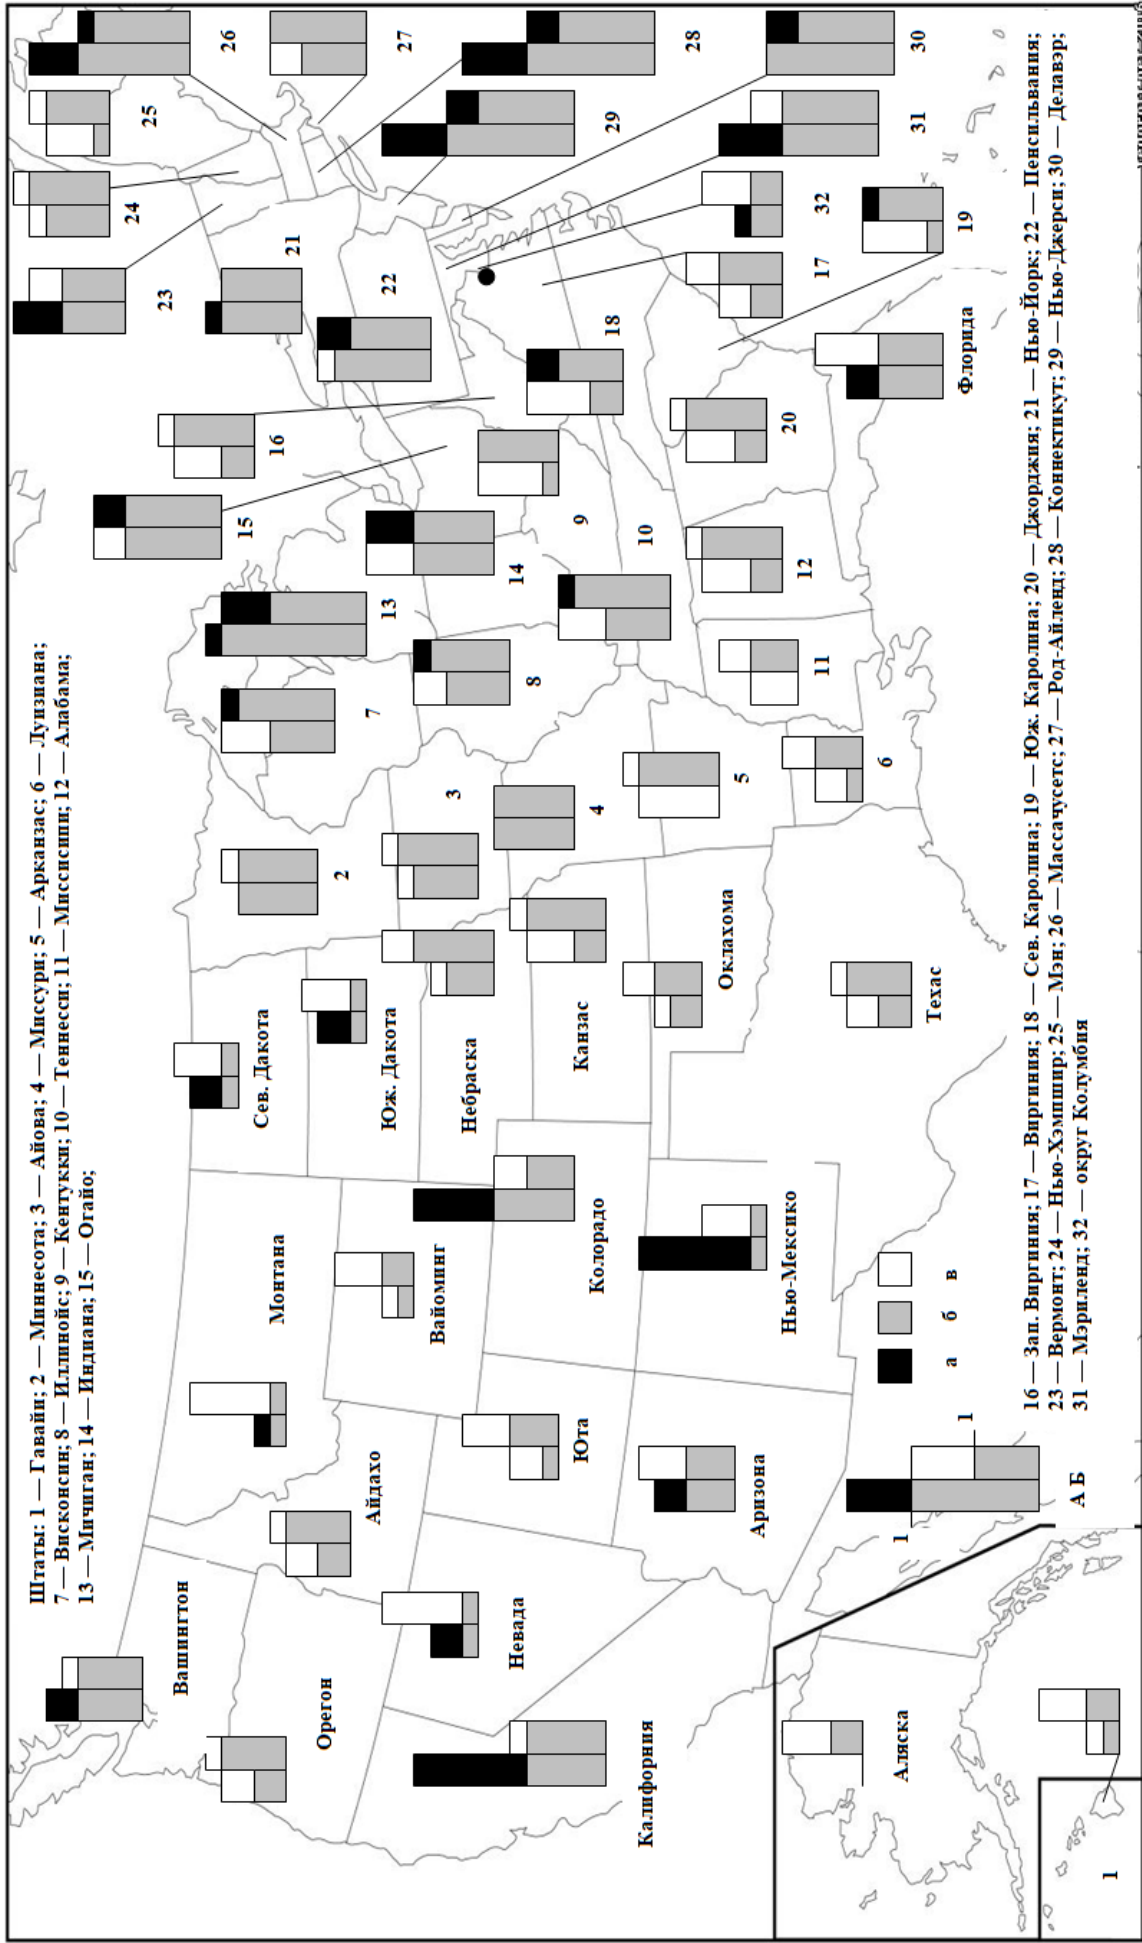 Штаты: 1 — Гавайи; 2 — Миннесота; 3 — Айова; 4 — Миссури; 5 — Арканзас; 6 — Луизиана;
7 — Висконсин; 8 — Иллинойс; 9 — Кентукки; 10 — Теннесси; 11 — Миссисипи; 12 — Алабама;
13 — Мичиган; 14 — Индиана; 15 — Огайо;
Вашингтон
Орегон
Калифорния
Невада
Айдахо
Монтана
Вайоминг
Юта
Аризона
Колорадо
Нью-Мексико
Сев. Дакота
Юж. Дакота
Небраска
Канзас
Оклахома
Техас
Флорида
Аляска
1
2
3
4
5
6
7
8
9
10
11
12
13
14
15
16
17
18
19
20
21
22
23
24
25
26
27
28
29
30
31
32
1
1
А Б
а
б
в
16 — Зап. Виргиния; 17 — Виргиния; 18 — Сев. Каролина; 19 — Юж. Каролина; 20 — Джорджия; 21 — Нью-Йорк; 22 — Пенсильвания;
23 — Вермонт; 24 — Нью-Хэмпшир; 25 — Мэн; 26 — Массачусетс; 27 — Род-Айленд; 28 — Коннектикут; 29 — Нью-Джерси; 30 — Делавэр;
31 — Мэриленд; 32 — округ Колумбия